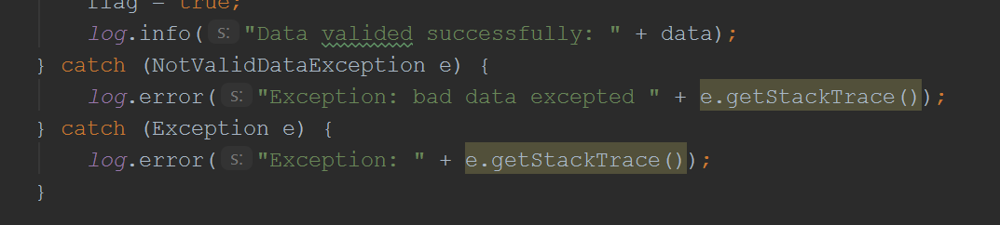 flag = true;
log.info( s: "Data valided successfully: " + data);
} catch (NotValidDataException e) {
log.error( s: "Exception: bad data excepted " + e.getStackTrace());
} catch (Exception e) {
log.error( s: "Exception: " + e.getStackTrace());
}